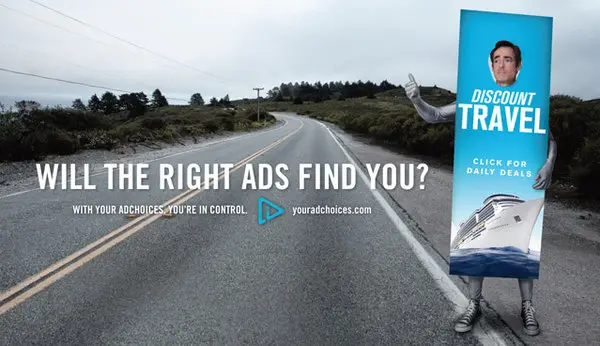 DISCOUNT
TRAVEL
CLICK FOR
DAILY DEALS
WILL THE RIGHT ADS FIND YOU?
WITH YOUR ADCHOICES, YOU'RE IN CONTROL. youradchoices.com